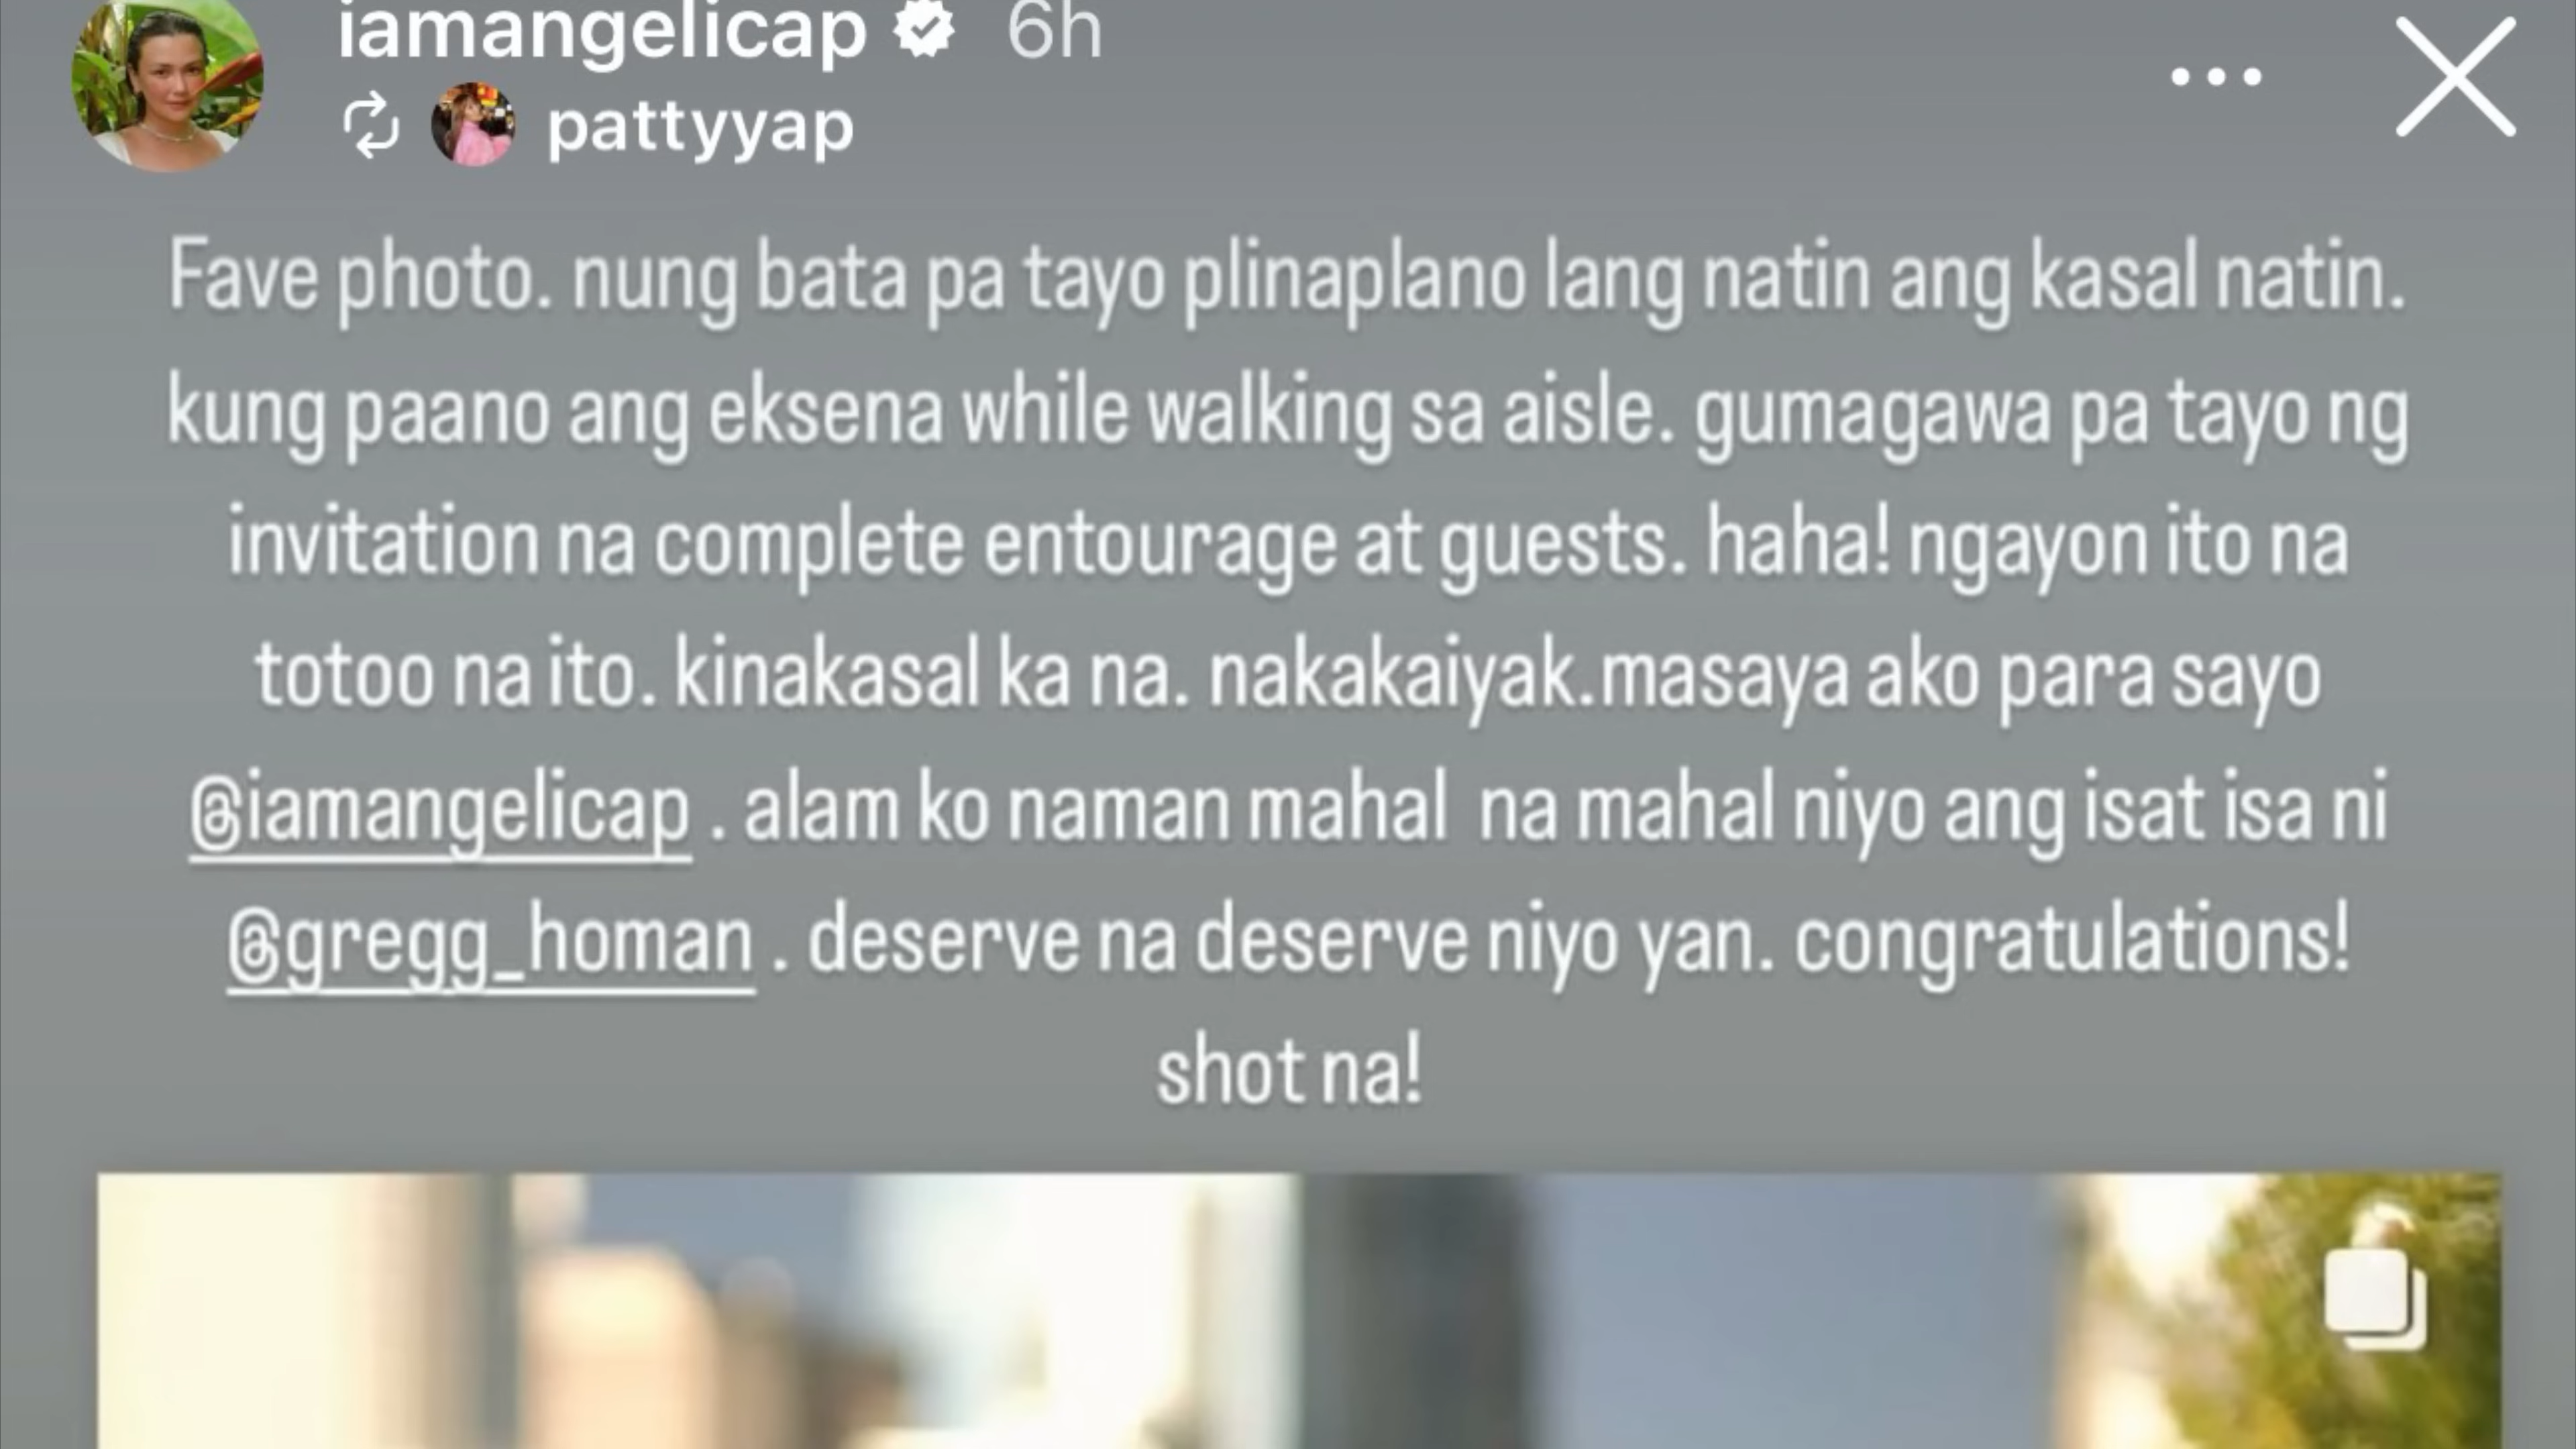 iamangelicap 6h
pattyyap
Fave photo. nung bata pa tayo plinaplano lang natin ang kasal natin.
kung paano ang eksena while walking sa aisle. gumagawa pa tayo ng
invitation na complete entourage at guests. haha! ngayon ito na
totoo na ito. kinakasal ka na. nakakaiyak.masaya ako para sayo
@iamangelicap . alam ko naman mahal na mahal niyo ang isat isa ni
@gregg_homan . deserve na deserve niyo yan. congratulations!
shot na!